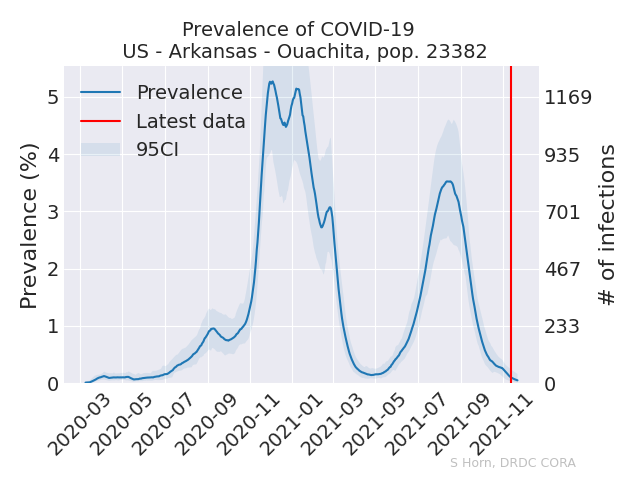 Prevalence of COVID-19
US - Arkansas - Ouachita, pop. 23382
Prevalence
Latest data
95CI
Prevalence (%)
5
4
3
2
1
0
1169
935
701
467
233
0
# of infections
2020-03
2020-05
2020-07
2020-09
2020-11
2021-01
2021-03
2021-05
2021-07
2021-09
2021-11
S Horn, DRDC CORA